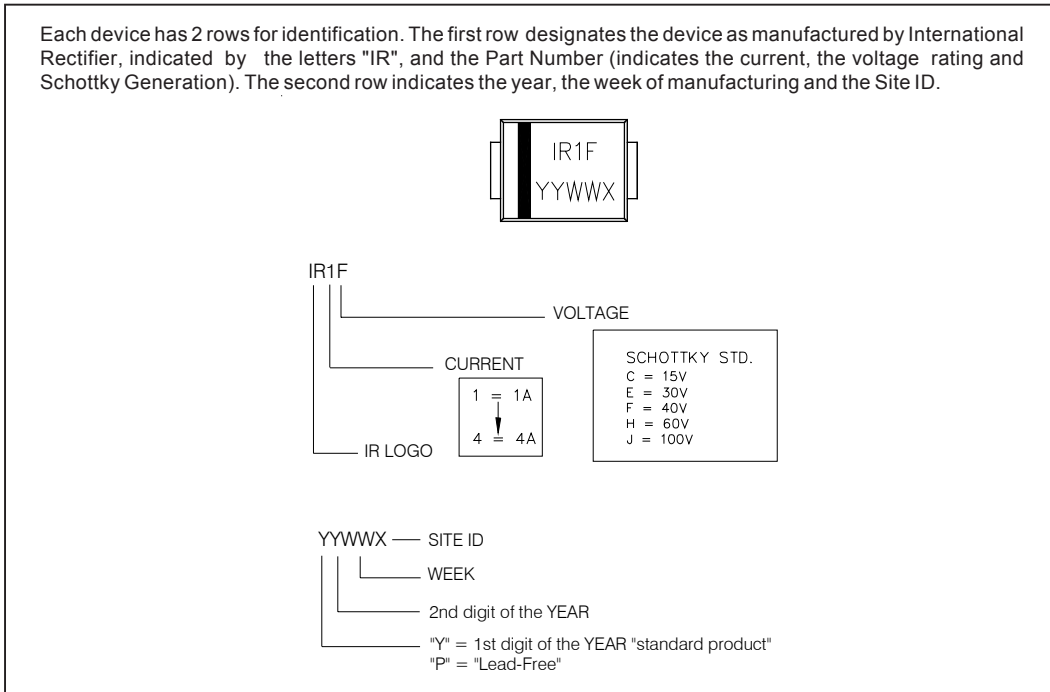 Each device has 2 rows for identification. The first row designates the device as manufactured by International
Rectifier, indicated by the letters "IR", and the Part Number (indicates the current, the voltage rating and
Schottky Generation). The second row indicates the year, the week of manufacturing and the Site ID.
IR1F
YYWWX
IR1F
VOLTAGE
SCHOTTKY STD.
C = 15V
E = 30V
F = 40V
H = 60V
J = 100V
CURRENT
1 = 1A
4 = 4A
IR LOGO
YYWWX
SITE ID
WEEK
2nd digit of the YEAR
"Y" = 1st digit of the YEAR "standard product"
"P" = "Lead-Free"